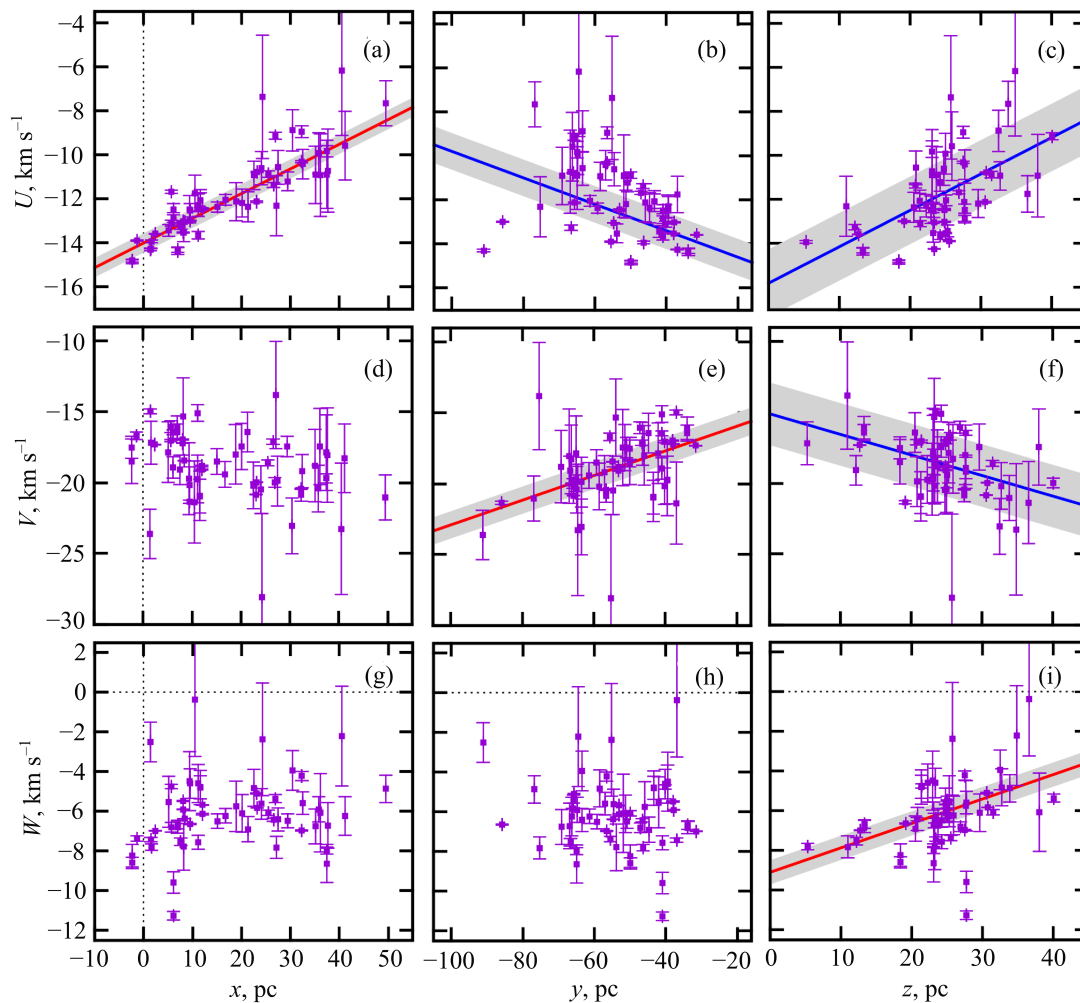 −4
−6
−8
−10
−12
−14
−16
U, km s⁻¹
(a)
(b)
(c)
−10
−15
−20
−25
−30
V, km s⁻¹
(d)
(e)
(f)
2
0
−2
−4
−6
−8
−10
−12
W, km s⁻¹
(g)
(h)
(i)
−10 0 10 20 30 40 50
−100 −80 −60 −40 −20
0 10 20 30 40
x, pc
y, pc
z, pc